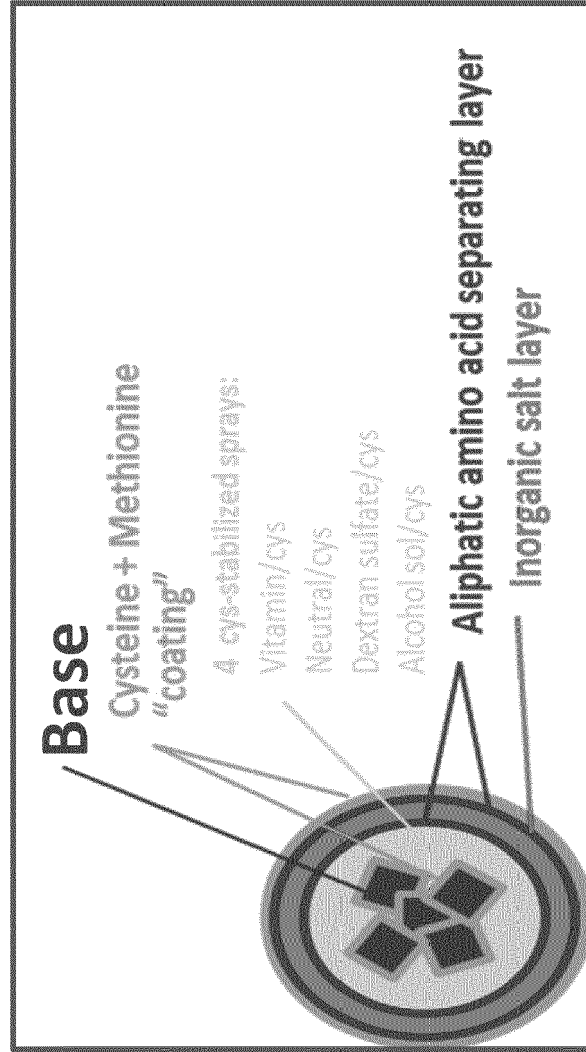 Base
Cysteine + Methionine
“coating”
4 cys-stabilized sprays:
Vitamin/cys
Neutral/cys
Dextran sulfate/cys
Alcohol sol/cys
Aliphatic amino acid separating layer
Inorganic salt layer